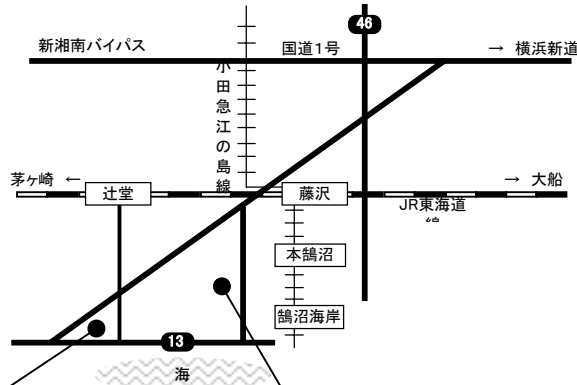 46
新湘南バイパス
国道1号
→ 横浜新道
小田急江の島線
茅ヶ崎 ←
辻堂
藤沢
→ 大船
JR東海道
線
本鵠沼
鵠沼海岸
13
海